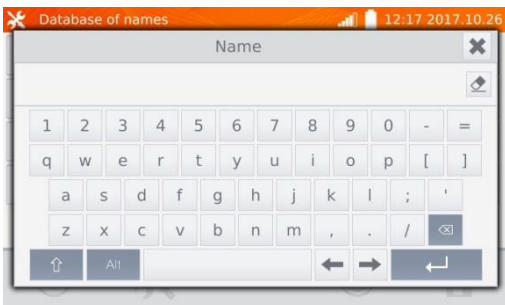 Database of names 12:17 2017.10.26
Name
1 2 3 4 5 6 7 8 9 0 - =
q w e r t y u i o p [ ]
a s d f g h j k l ; '
z x c v b n m , . /
Alt